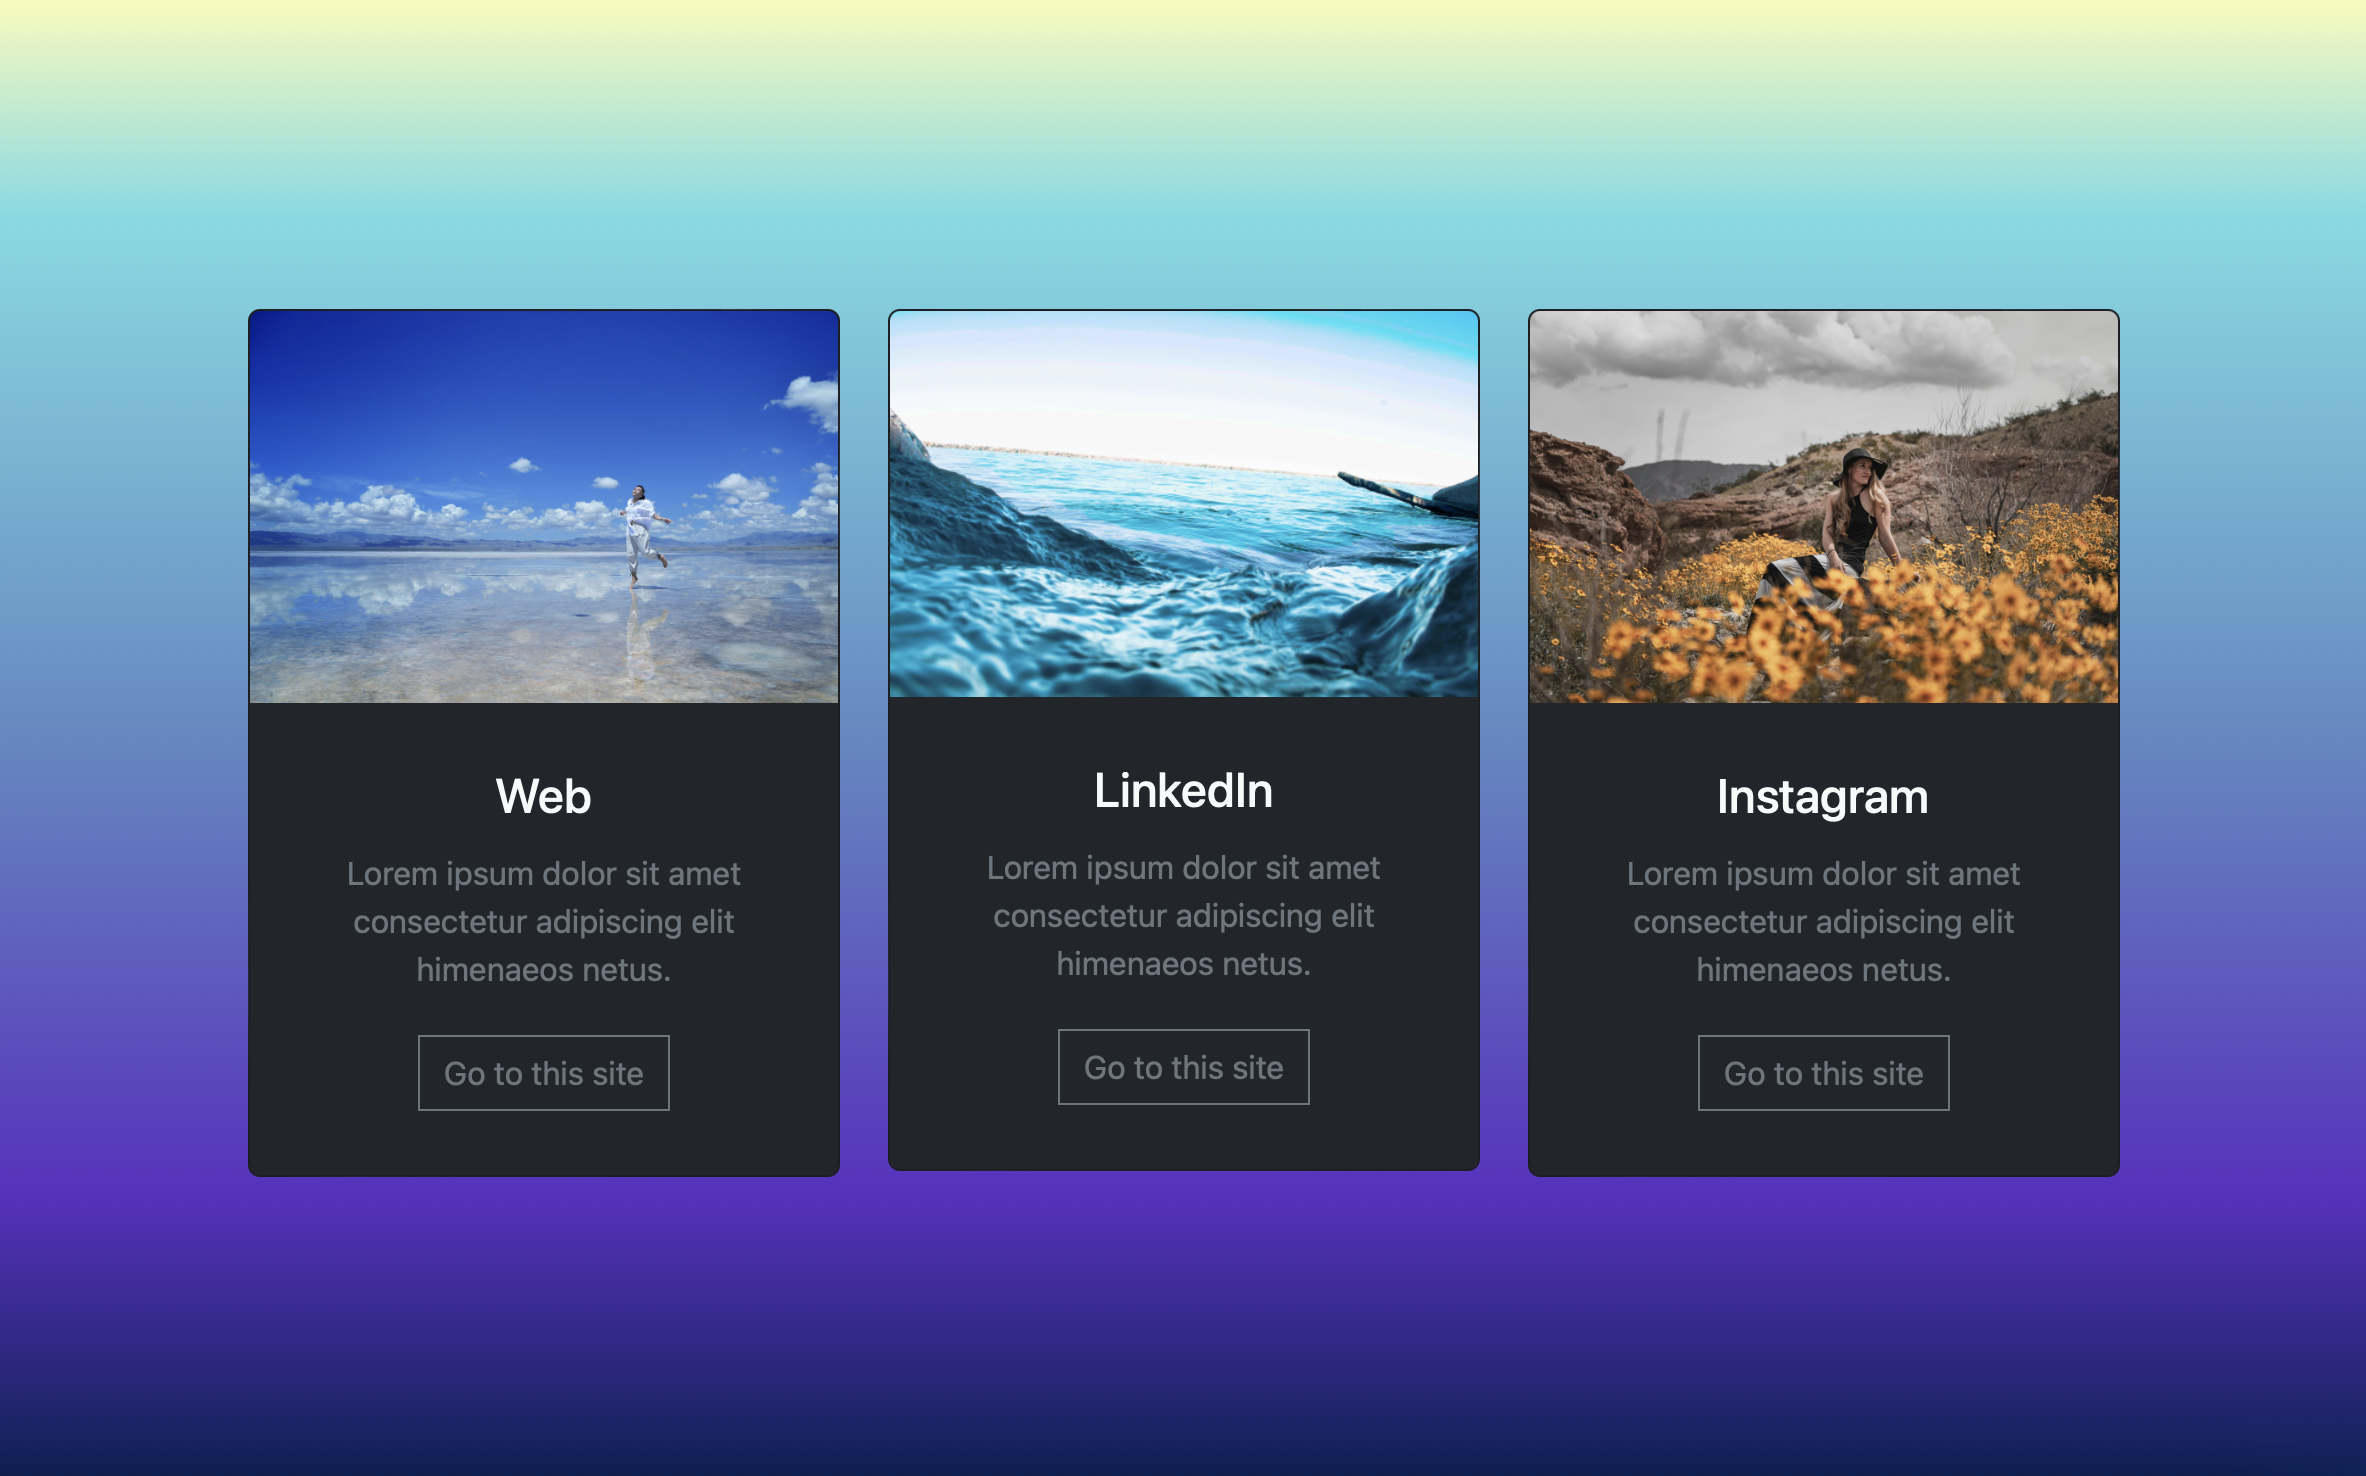 Web
Lorem ipsum dolor sit amet
consectetur adipiscing elit
himenaeos netus.
Go to this site
LinkedIn
Lorem ipsum dolor sit amet
consectetur adipiscing elit
himenaeos netus.
Go to this site
Instagram
Lorem ipsum dolor sit amet
consectetur adipiscing elit
himenaeos netus.
Go to this site